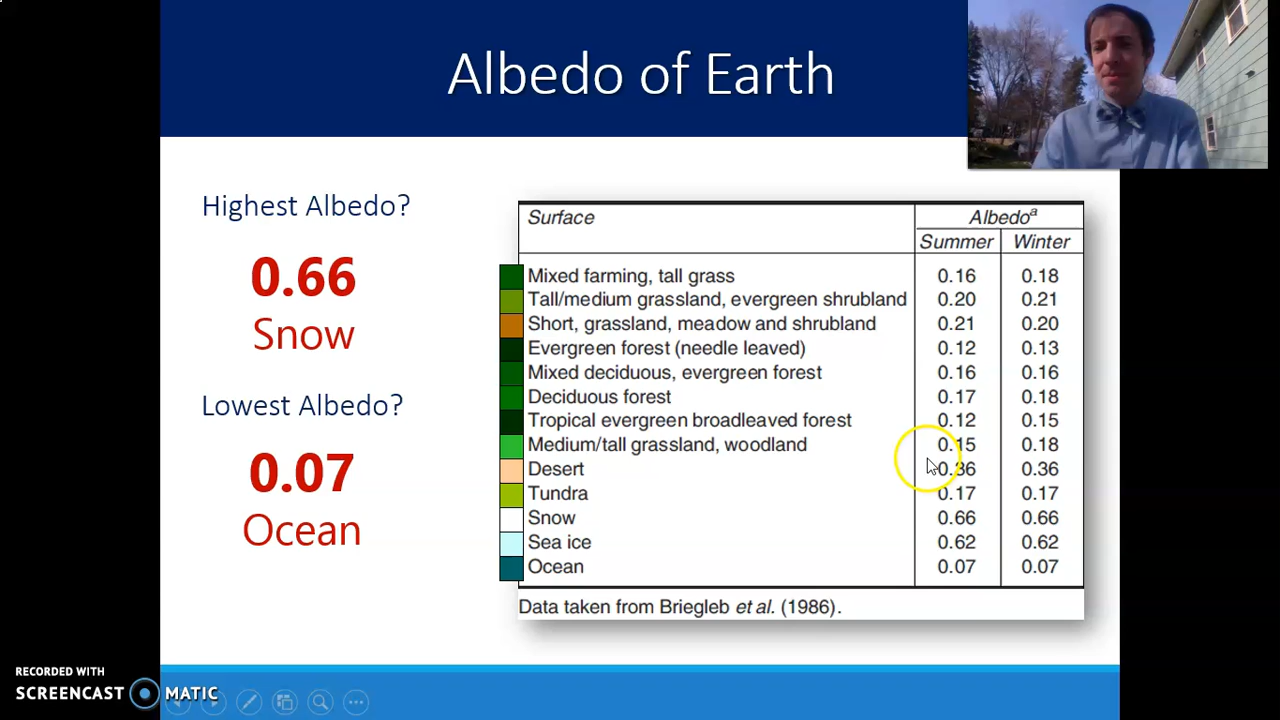 Albedo of Earth
Highest Albedo?
0.66
Snow
Lowest Albedo?
0.07
Ocean
Surface Albedoa
Summer Winter
Mixed farming, tall grass 0.16 0.18
Tall/medium grassland, evergreen shrubland 0.20 0.21
Short, grassland, meadow and shrubland 0.21 0.20
Evergreen forest (needle leaved) 0.12 0.13
Mixed deciduous, evergreen forest 0.16 0.16
Deciduous forest 0.17 0.18
Tropical evergreen broadleaved forest 0.12 0.15
Medium/tall grassland, woodland 0.15 0.18
Desert 0.36 0.36
Tundra 0.17 0.17
Snow 0.66 0.66
Sea ice 0.62 0.62
Ocean 0.07 0.07
Data taken from Briegleb et al. (1986).
RECORDED WITH
SCREENCAST MATIC